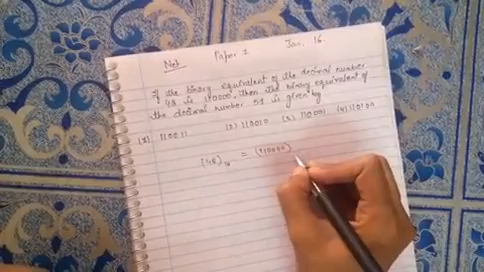 Net Paper 1 Jan. 16.
If the binary equivalent of the decimal number
48 is 110000, then the binary equivalent of
the decimal number 51 is given by
(1) 110011 (2) 110010 (3) 110001 (4) 110100
(48)10 = (110000)